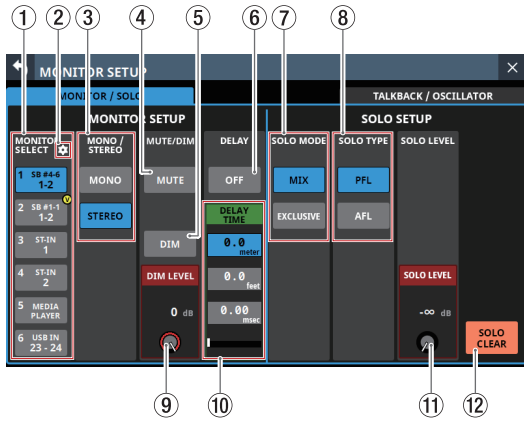 1 2 3 4 5 6 7 8
MONITOR SETUP
MONITOR / SOLO
TALKBACK / OSCILLATOR
MONITOR SETUP
SOLO SETUP
MONITOR
SELECT
MONO /
STEREO
MUTE/DIM
DELAY
SOLO MODE
SOLO TYPE
SOLO LEVEL
1 SB #4-6
1-2
MONO
MUTE
OFF
MIX
PFL
V
2 SB #1-1
1-2
STEREO
DELAY
TIME
EXCLUSIVE
AFL
3 ST-IN
1
DIM
0.0
meter
4 ST-IN
2
DIM LEVEL
0.0
feet
SOLO LEVEL
5 MEDIA
PLAYER
0 dB
0.00
msec
-∞ dB
6 USB IN
23 - 24
SOLO
CLEAR
9 10 11 12